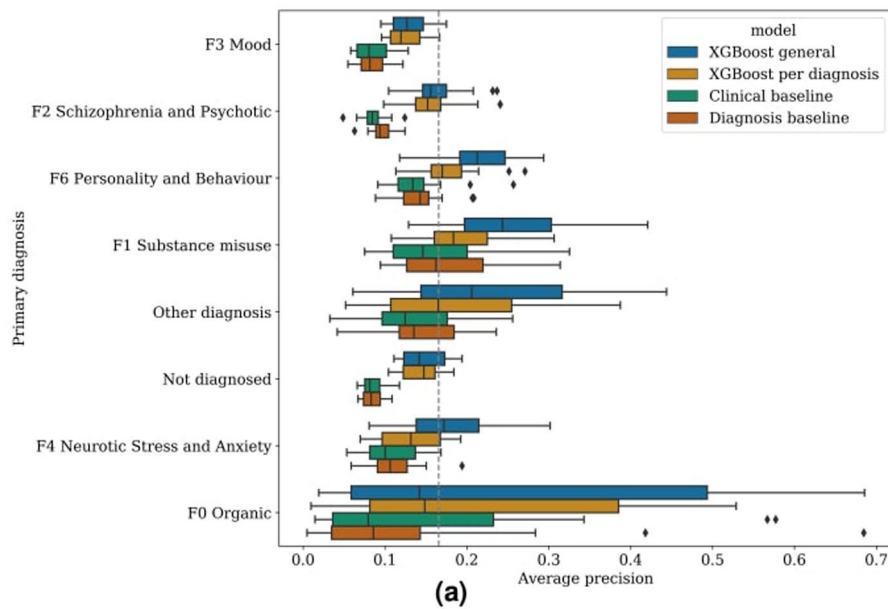 model
XGBoost general
XGBoost per diagnosis
Clinical baseline
Diagnosis baseline
Primary diagnosis
F3 Mood
F2 Schizophrenia and Psychotic
F6 Personality and Behaviour
F1 Substance misuse
Other diagnosis
Not diagnosed
F4 Neurotic Stress and Anxiety
F0 Organic
0.0 0.1 0.2 0.3 0.4 0.5 0.6 0.7
Average precision
(a)